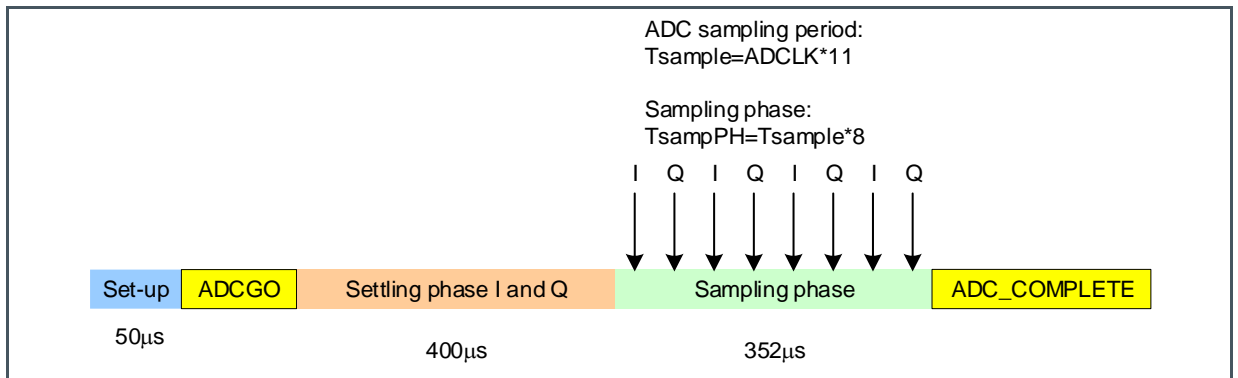 ADC sampling period:
Tsample=ADCLK*11
Sampling phase:
TsampPH=Tsample*8
I Q I Q I Q I Q
Set-up ADCGO Settling phase I and Q Sampling phase ADC_COMPLETE
50μs 400μs 352μs